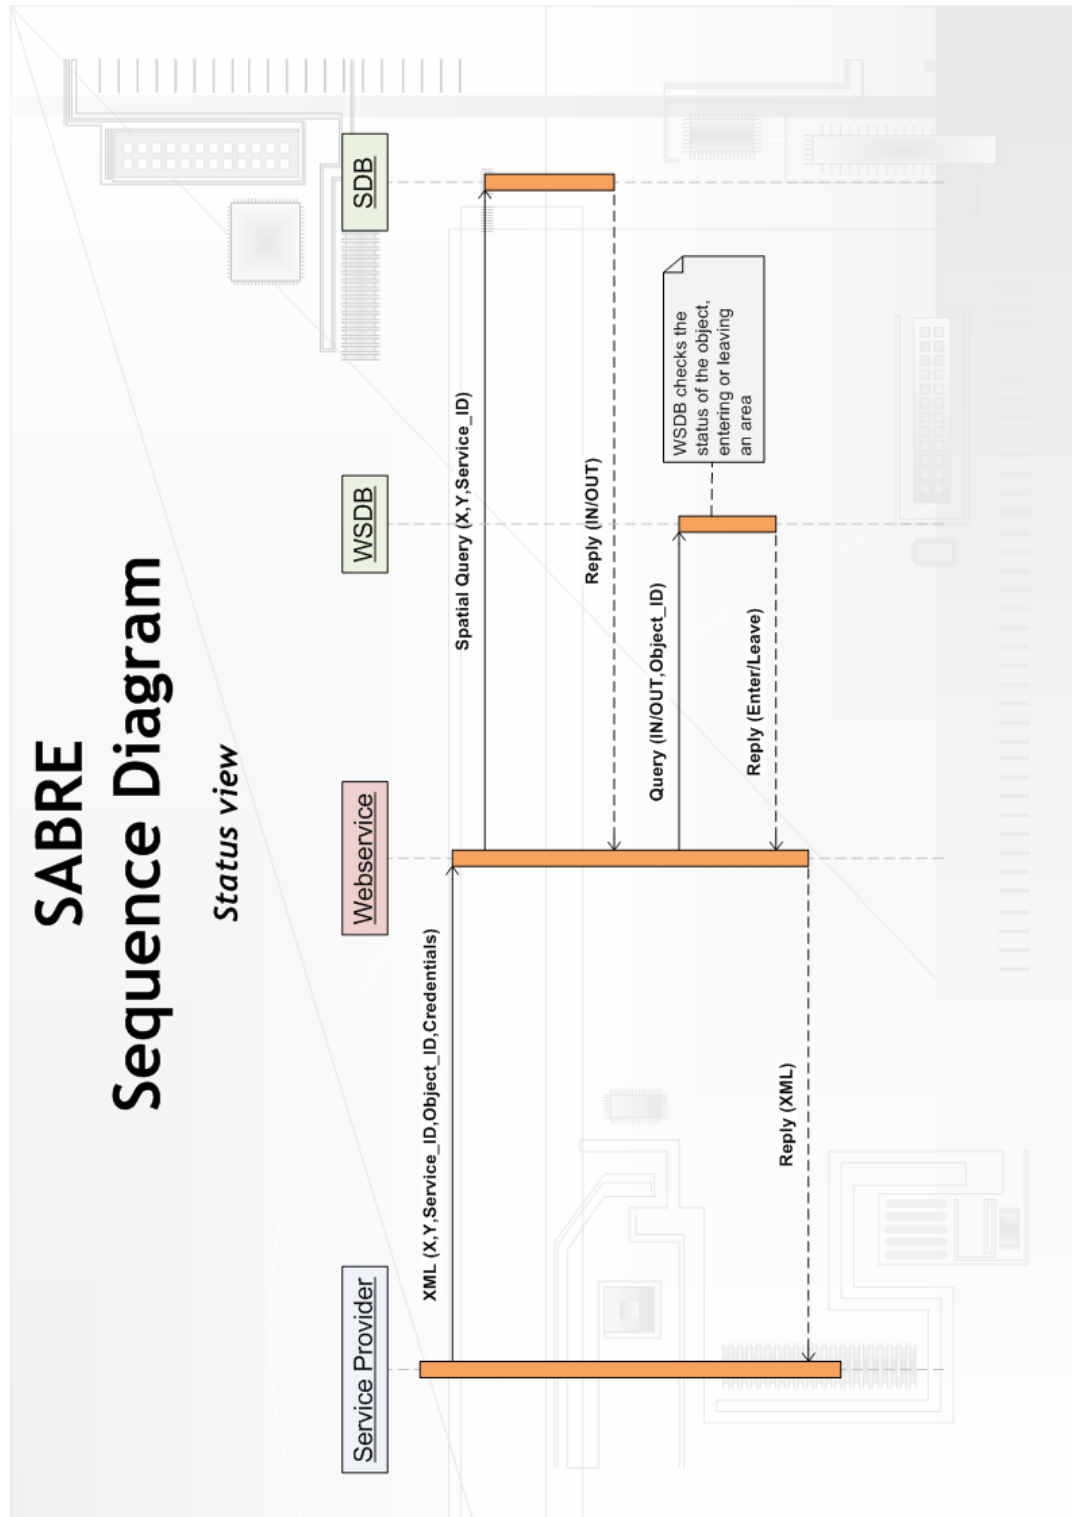 SABRE
Sequence Diagram
Status view
Service Provider
Webservice
WSDB
SDB
XML (X,Y,Service_ID,Object_ID,Credentials)
Spatial Query (X,Y,Service_ID)
Reply (IN/OUT)
Query (IN/OUT,Object_ID)
WSDB checks the
status of the object,
entering or leaving
an area
Reply (Enter/Leave)
Reply (XML)